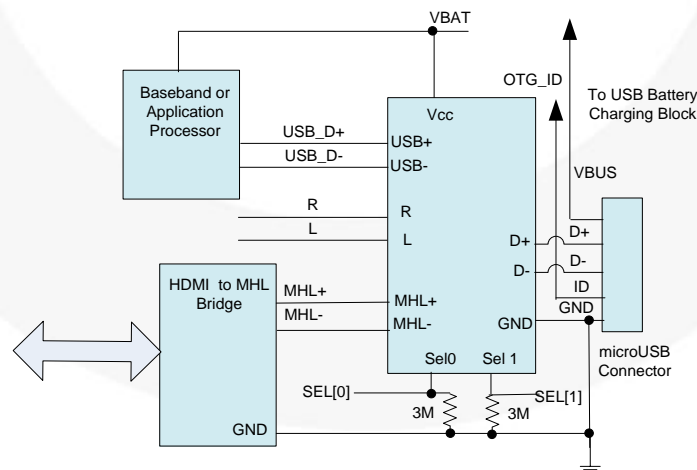 VBAT
Baseband or
Application
Processor
USB_D+
USB_D-
Vcc
USB+
USB-
OTG_ID
To USB Battery
Charging Block
VBUS
R
L
R
L
D+
D-
D+
D-
ID
GND
HDMI to MHL
Bridge
MHL+
MHL-
MHL+
MHL-
GND
microUSB
Connector
Sel0
Sel 1
SEL[0]
SEL[1]
3M
3M
GND